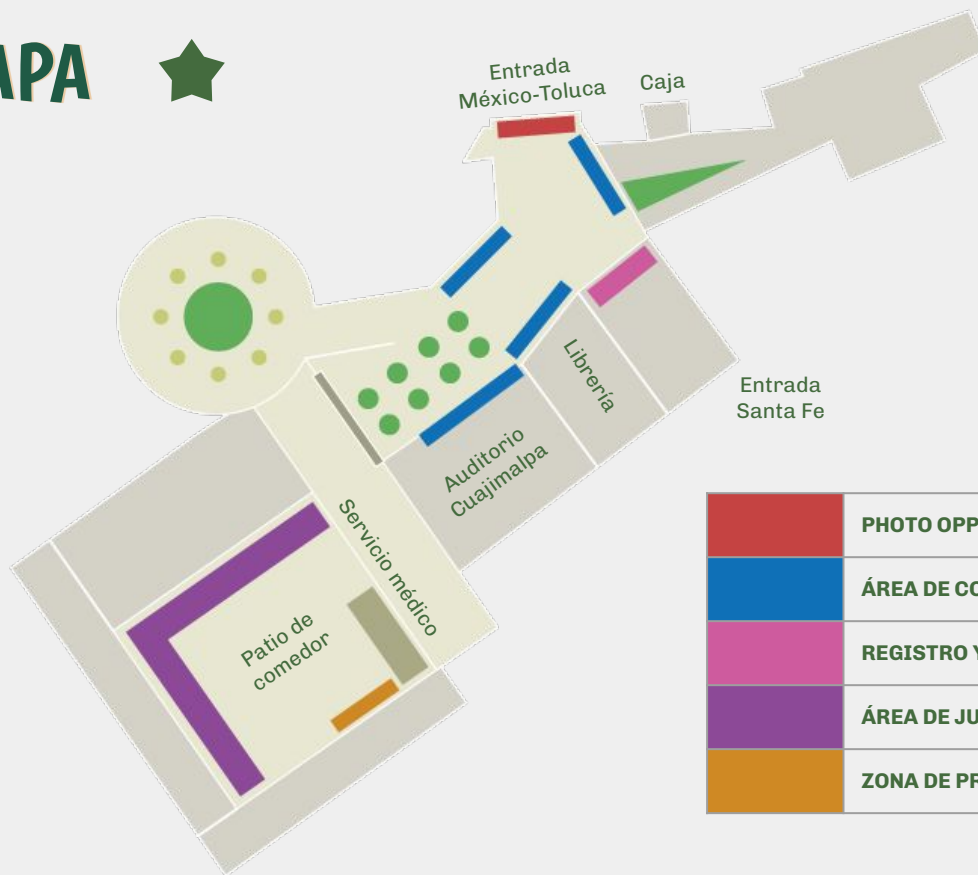 APA
Entrada
México-Toluca
Caja
Librería
Entrada
Santa Fe
Auditorio
Cuajimalpa
Servicio médico
Patio de
comedor
PHOTO OPP
ÁREA DE CO
REGISTRO Y
ÁREA DE JU
ZONA DE PR